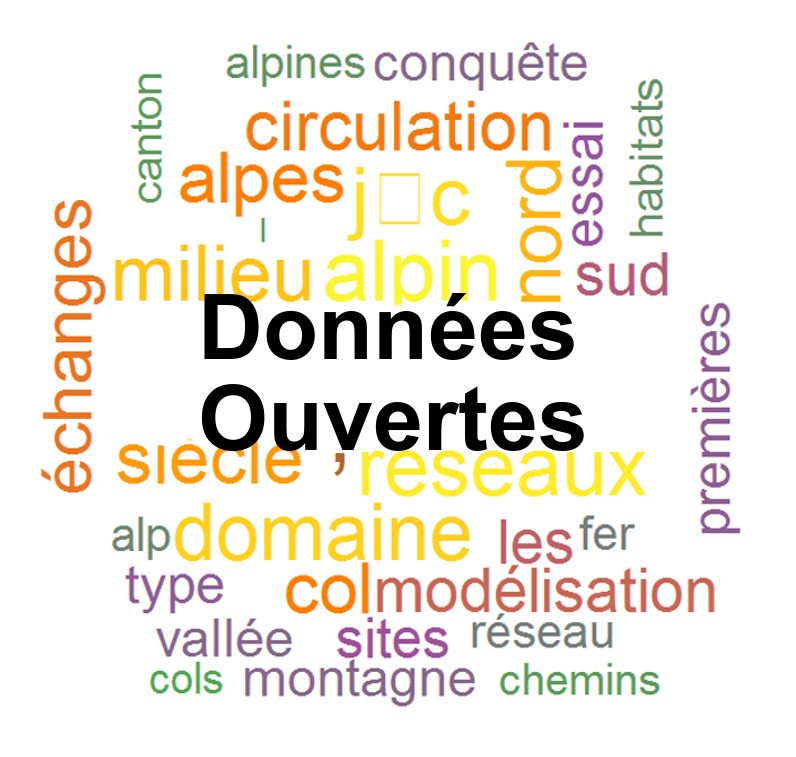 alpines conquête
canton
circulation
essai
habitats
alpes
j□c
nord
échanges
milieu alpin
sud
Données
Ouvertes
premières
siècle , réseaux
alp domaine les fer
type col modélisation
vallée sites réseau
cols montagne chemins